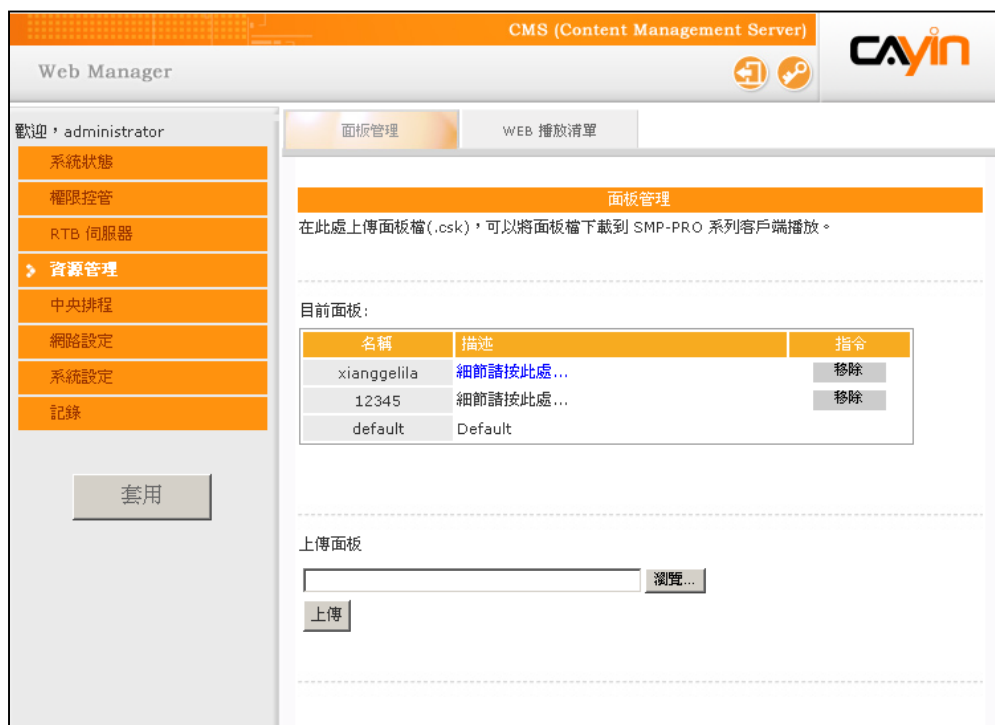 CMS (Content Management Server)
CAYIN
Web Manager
歡迎，administrator
系統狀態
權限控管
RTB 伺服器
資源管理
中央排程
網路設定
系統設定
記錄
套用
面板管理
WEB 播放清單
面板管理
在此處上傳面板檔(.csk)，可以將面板檔下載到 SMP-PRO 系列客戶端播放。
目前面板:
名稱 描述 指令
xianggelila 細節請按此處... 移除
12345 細節請按此處... 移除
default Default
上傳面板
瀏覽...
上傳